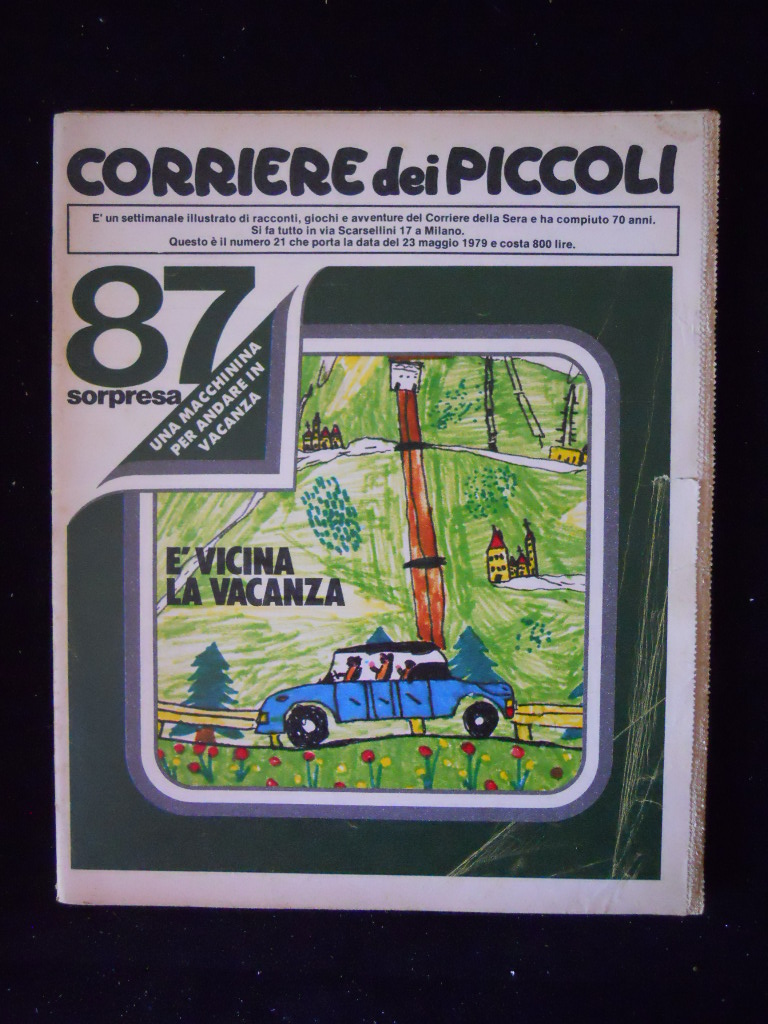 CORRIERE dei PICCOLI
E' un settimanale illustrato di racconti, giochi e avventure del Corriere della Sera e ha compiuto 70 anni.
Si fa tutto in via Scarsellini 17 a Milano.
Questo è il numero 21 che porta la data del 23 maggio 1979 e costa 800 lire.
87
sorpresa
UNA MACCHININA
PER ANDARE IN
VACANZA
E' VICINA
LA VACANZA